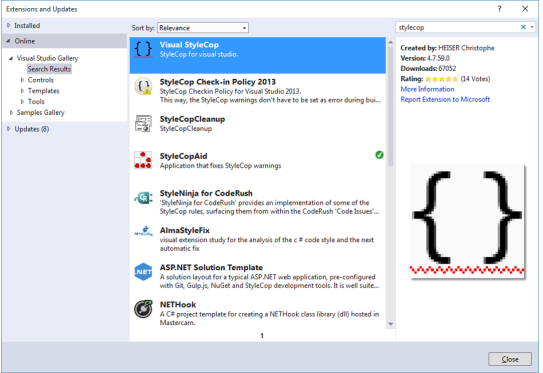 Extensions and Updates
? X
Installed
Online
Visual Studio Gallery
Search Results
Controls
Templates
Tools
Samples Gallery
Updates (8)
Sort by: Relevance
stylecop
{ } Visual StyleCop
StyleCop for visual studio.
StyleCop Check-in Policy 2013
StyleCop Checkin Policy for Visual Studio 2013.
This way, the StyleCop warnings don't have to be set as error during bui...
StyleCopCleanup
StyleCopCleanup
StyleCopAid
Application that fixes StyleCop warnings
StyleNinja for CodeRush
'StyleNinja for CodeRush' provides an implementation of some of the
StyleCop rules, surfacing them from within the CodeRush 'Code Issues'...
AlmaStyleFix
visual extension study for the analysis of the c # code style and the next
automatic fix
.NET
ASP.NET Solution Template
A solution layout for a typical ASP.NET web application, pre-configured
with Git, Gulp.js, NuGet and StyleCop development tools. It is well suite...
NETHook
A C# project template for creating a NETHook class library (dll) hosted in
Mastercam.
1
Created by: HEISER Christophe
Version: 4.7.59.0
Downloads: 67052
Rating: ★★★★★ (14 Votes)
More Information
Report Extension to Microsoft
{ }
Close